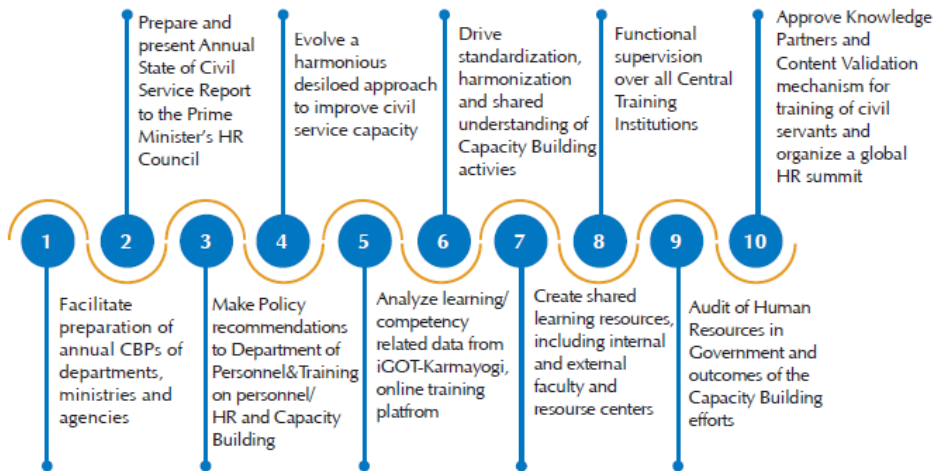 Prepare and
present Annual
State of Civil
Service Report
to the Prime
Minister's HR
Council
Evolve a
harmonious
desiloed approach
to improve civil
service capacity
Drive
standardization,
harmonization
and shared
understanding of
Capacity Building
activies
Functional
supervision
over all Central
Training
Institutions
Approve Knowledge
Partners and
Content Validation
mechanism for
training of civil
servants and
organize a global
HR summit
1
2
3
4
5
6
7
8
9
10
Facilitate
preparation of
annual CBPs of
departments,
ministries and
agencies
Make Policy
recommendations
to Department of
Personnel&Training
on personnel/
HR and Capacity
Building
Analyze learning/
competency
related data from
iGOT-Karmayogi,
online training
platfrom
Create shared
learning resources,
including internal
and external
faculty and
resourse centers
Audit of Human
Resources in
Government and
outcomes of the
Capacity Building
efforts